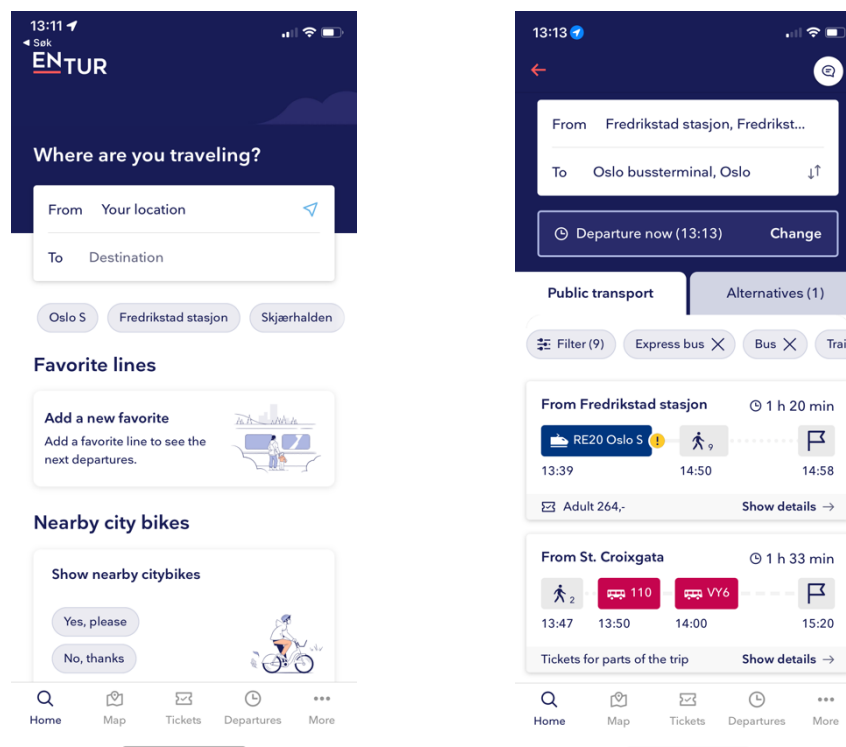 13:11
◄ Søk
ENTUR
Where are you traveling?
From Your location
To Destination
Oslo S Fredrikstad stasjon Skjærhalden
Favorite lines
Add a new favorite
Add a favorite line to see the
next departures.
Nearby city bikes
Show nearby citybikes
Yes, please
No, thanks
Home Map Tickets Departures More
13:13
From Fredrikstad stasjon, Fredrikst...
To Oslo bussterminal, Oslo
Departure now (13:13) Change
Public transport Alternatives (1)
Filter (9) Express bus Bus Trai
From Fredrikstad stasjon 1 h 20 min
RE20 Oslo S ! 9
13:39 14:50 14:58
Adult 264,- Show details →
From St. Croixgata 1 h 33 min
2 110 VY6
13:47 13:50 14:00 15:20
Tickets for parts of the trip Show details →
Home Map Tickets Departures More